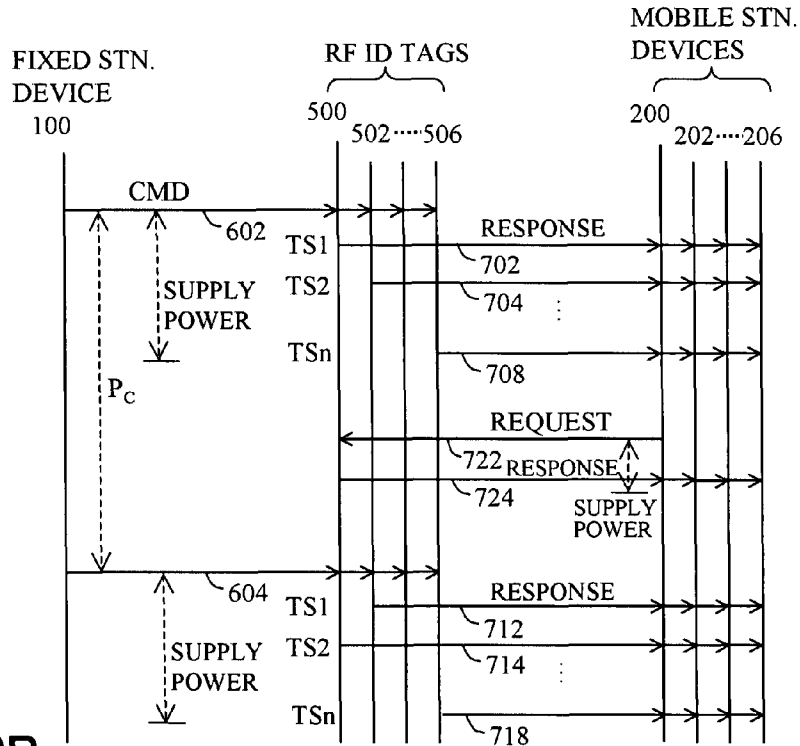 MOBILE STN.
DEVICES
RF ID TAGS
FIXED STN.
DEVICE
100
500
502·····506
200
202·····206
CMD
602
TS1
RESPONSE
702
TS2
704
SUPPLY
POWER
TSn
708
PC
REQUEST
722
RESPONSE
724
SUPPLY
POWER
604
TS1
RESPONSE
712
TS2
714
SUPPLY
POWER
TSn
718